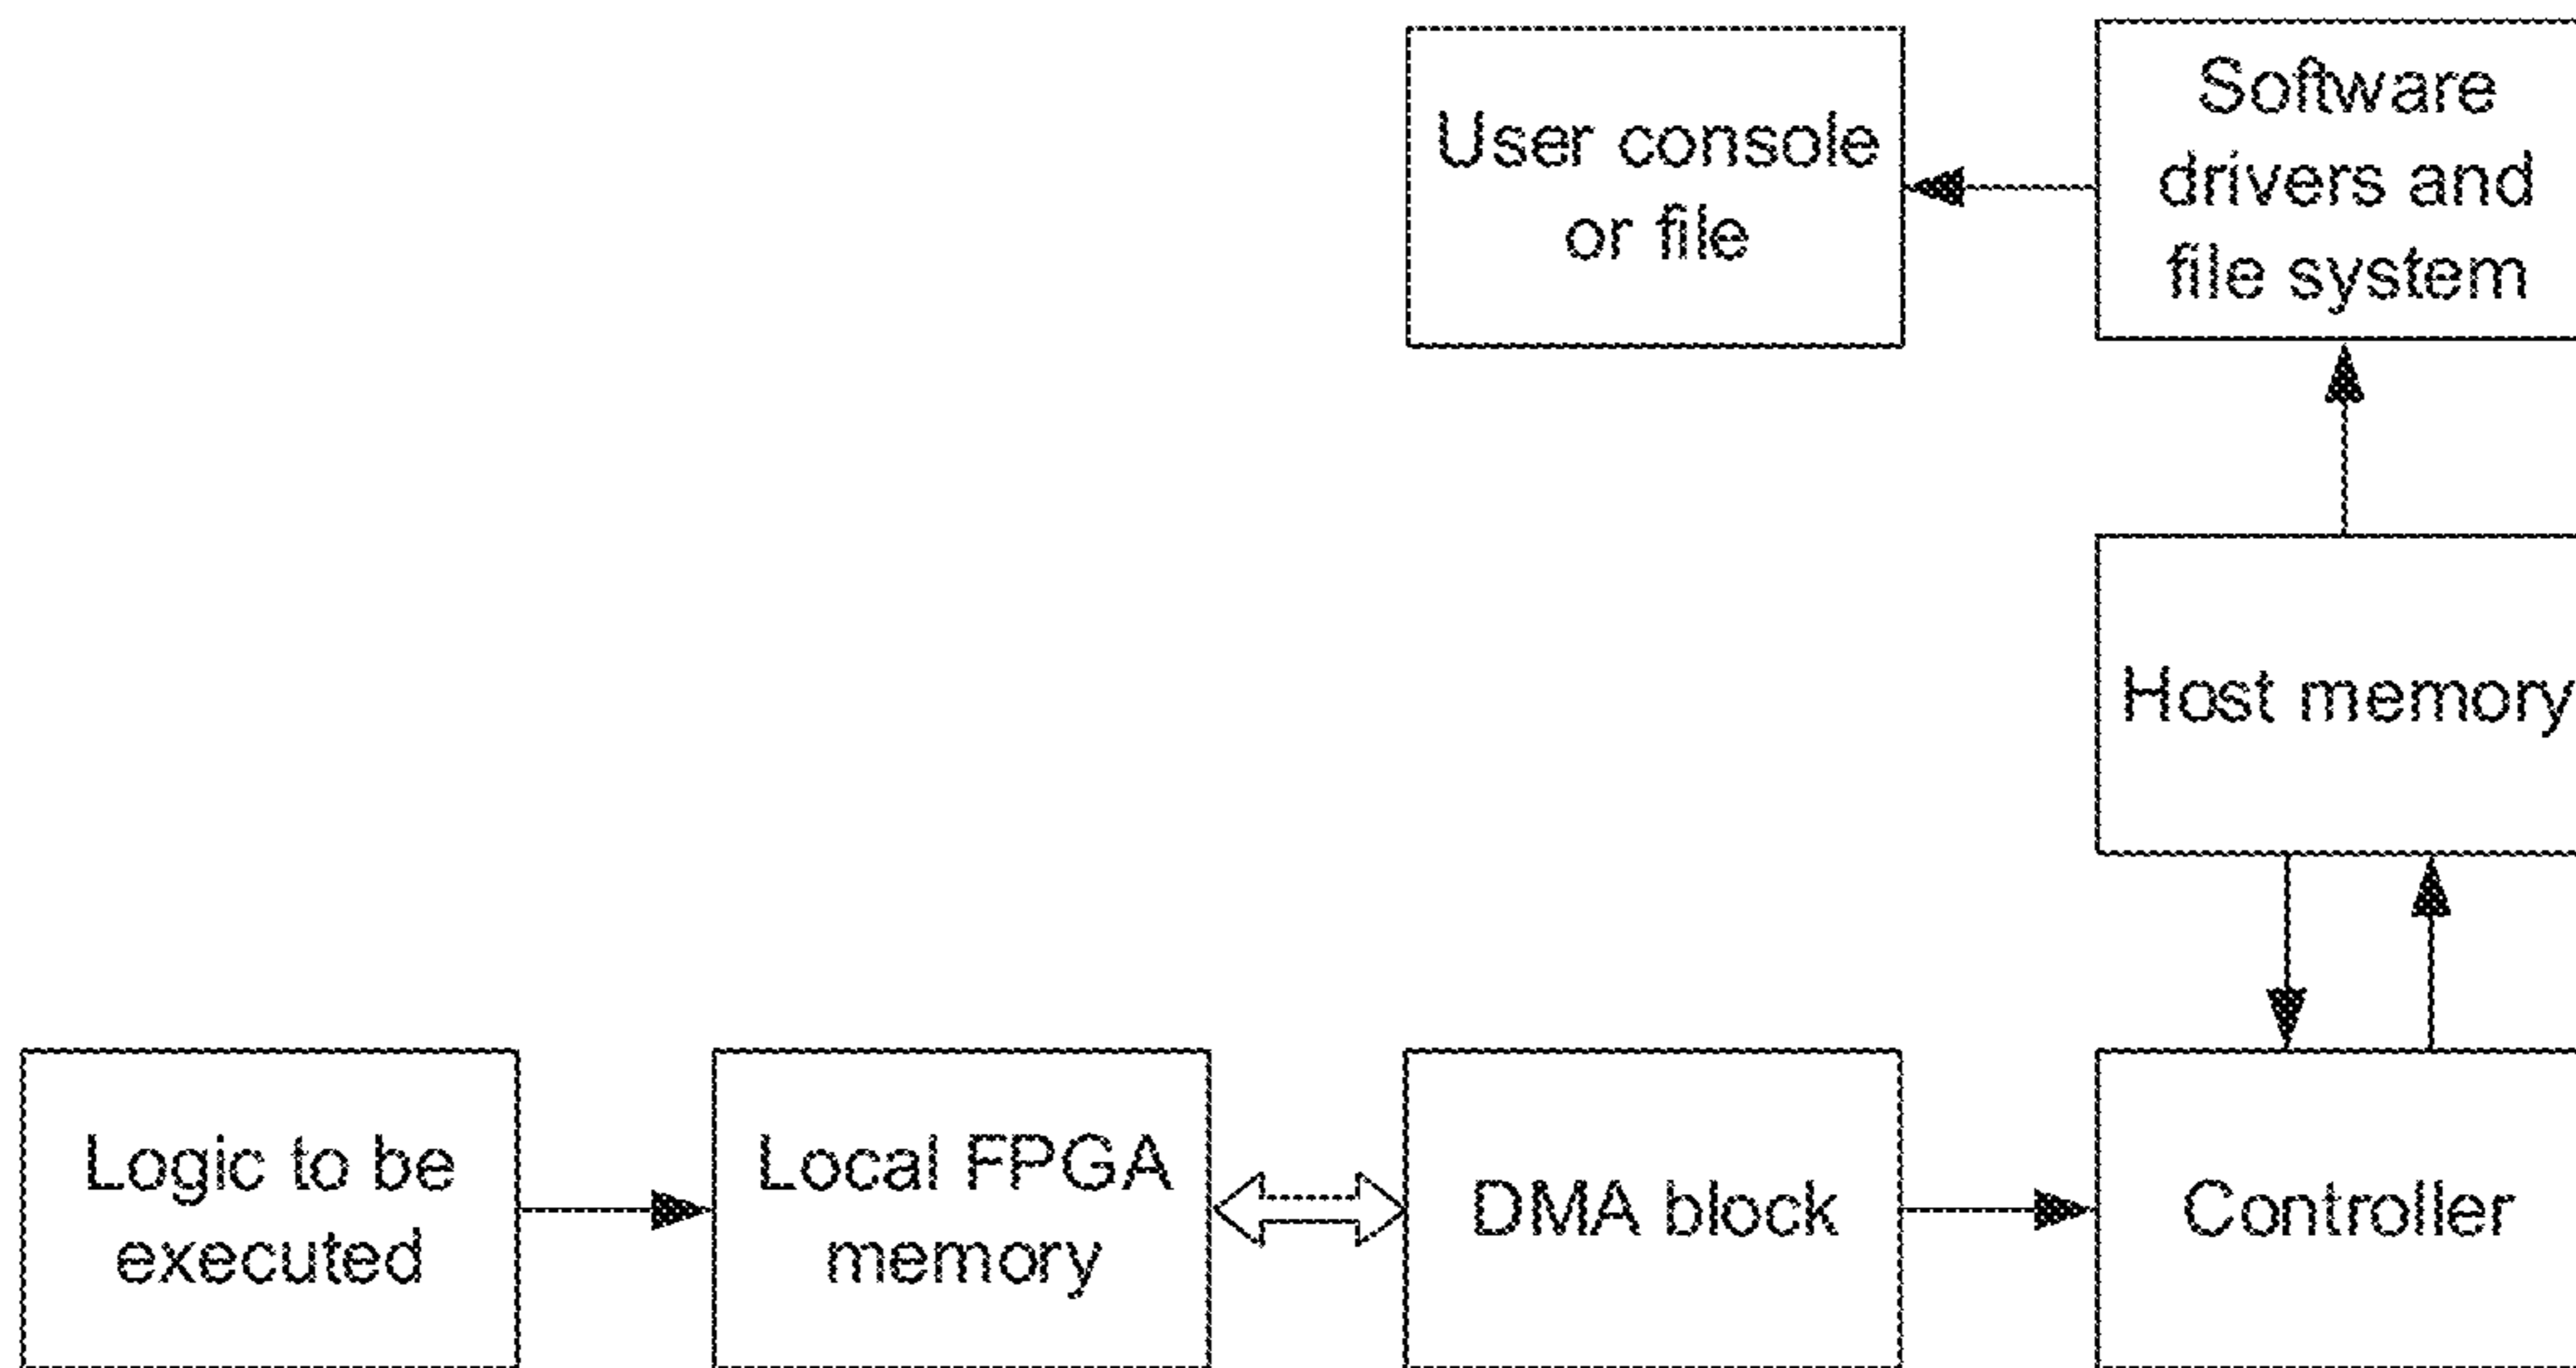 User console
or file
Software
drivers and
file system
Host memory
Logic to be
executed
Local FPGA
memory
DMA block
Controller